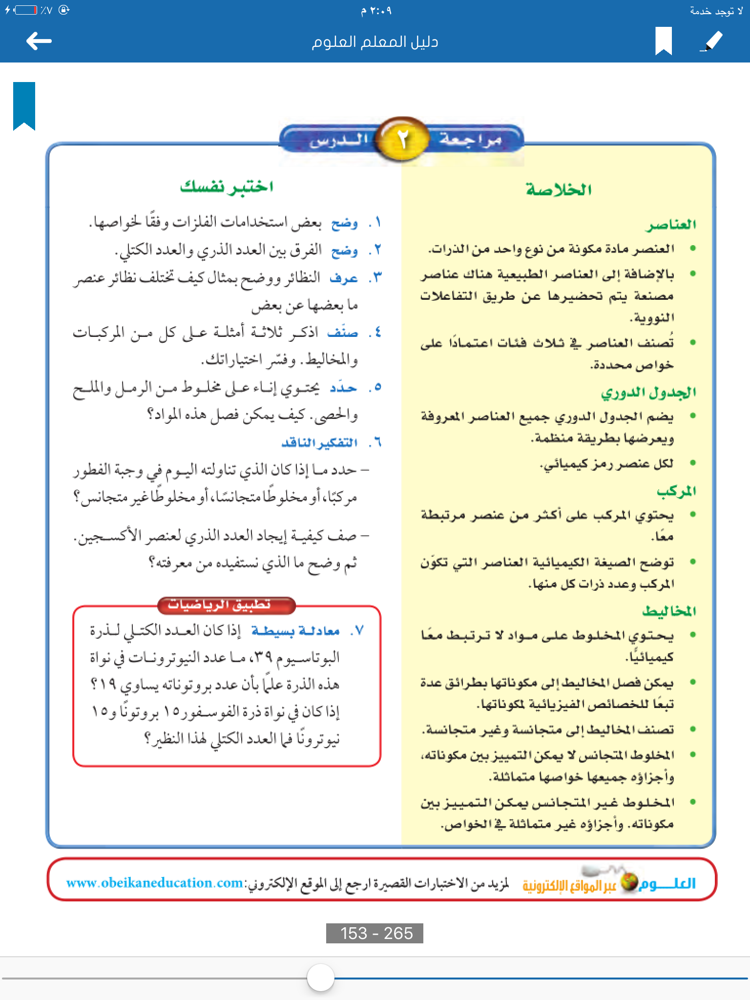 لا توجد خدمة
٢:٠٩ م
٪٧
دليل المعلم العلوم
مراجعة ٢ الـدرس
الخلاصة
العناصر
• العنصر مادة مكونة من نوع واحد من الذرات.
• بالإضافة إلى العناصر الطبيعية هناك عناصر
مصنعة يتم تحضيرها عن طريق التفاعلات
النووية.
• تُصنف العناصر في ثلاث فئات اعتمادًا على
خواص محددة.
الجدول الدوري
• يضم الجدول الدوري جميع العناصر المعروفة
ويعرضها بطريقة منظمة.
• لكل عنصر رمز كيميائي.
المركب
• يحتوي المركب على أكثر من عنصر مرتبطة
معًا.
• توضح الصيغة الكيميائية العناصر التي تكوّن
المركب وعدد ذرات كل منها.
المخاليط
• يحتوي المخلوط على مواد لا ترتبط معًا
كيميائيًّا.
• يمكن فصل المخاليط إلى مكوناتها بطرائق عدة
تبعًا للخصائص الفيزيائية لمكوناتها.
• تصنف المخاليط إلى متجانسة وغير متجانسة.
• المخلوط المتجانس لا يمكن التمييز بين مكوناته،
وأجزاؤه جميعها خواصها متماثلة.
• المخلوط غير المتجانس يمكن التمييز بين
مكوناته. وأجزاؤه غير متماثلة في الخواص.
اختبر نفسك
١. وضح بعض استخدامات الفلزات وفقًا لخواصها.
٢. وضح الفرق بين العدد الذري والعدد الكتلي.
٣. عرف النظائر ووضح بمثال كيف تختلف نظائر عنصر
ما بعضها عن بعض
٤. صنّف اذكر ثلاثة أمثلة على كل من المركبات
والمخاليط. وفسّر اختياراتك.
٥. حدّد يحتوي إناء على مخلوط من الرمل والملح
والحصى. كيف يمكن فصل هذه المواد؟
٦. التفكير الناقد
– حدد ما إذا كان الذي تناولته اليوم في وجبة الفطور
مركبًا، أو مخلوطًا متجانسًا، أو مخلوطًا غير متجانس؟
– صف كيفية إيجاد العدد الذري لعنصر الأكسجين.
ثم وضح ما الذي نستفيده من معرفته؟
تطبيق الرياضيات
٧. معادلة بسيطة إذا كان العدد الكتلي لذرة
البوتاسيوم ٣٩، ما عدد النيوترونات في نواة
هذه الذرة علمًا بأن عدد بروتوناته يساوي ١٩؟
إذا كان في نواة ذرة الفوسفور ١٥ بروتونًا و١٥
نيوترونًا فما العدد الكتلي لهذا النظير؟
العلـــوم عبر المواقع الإلكترونية لمزيد من الاختبارات القصيرة ارجع إلى الموقع الإلكتروني: www.obeikaneducation.com
153 - 265